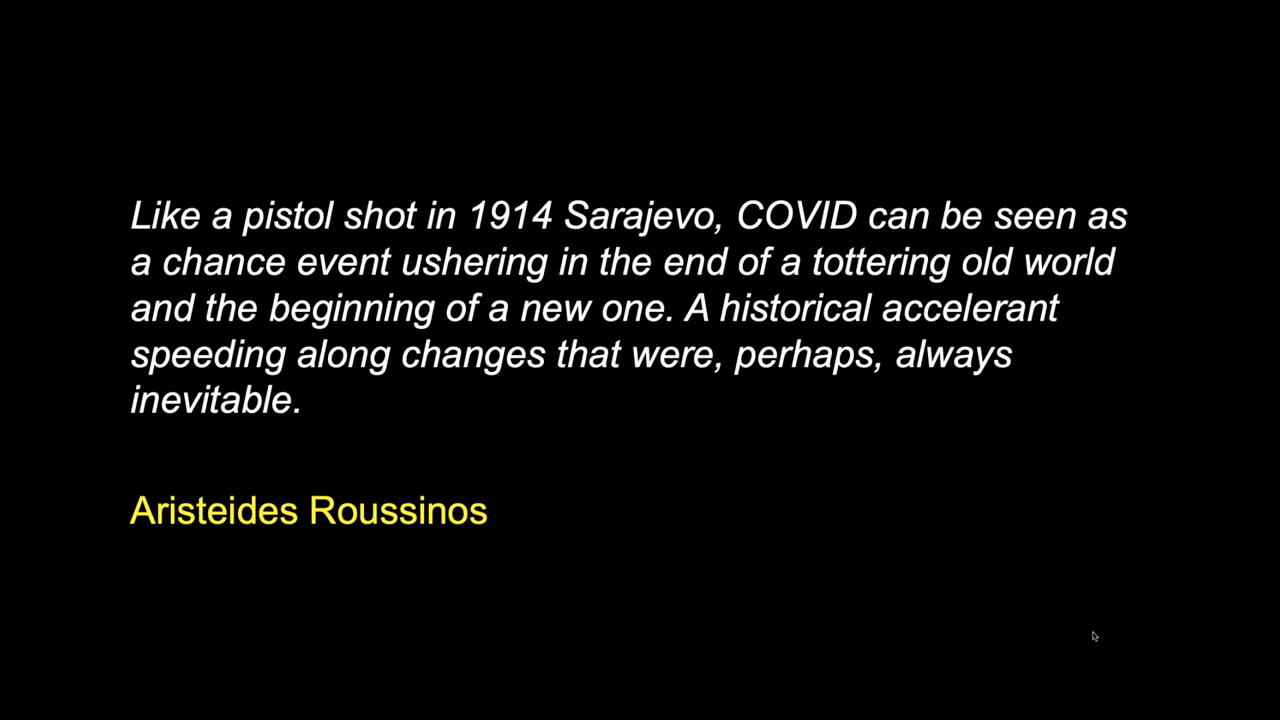 Like a pistol shot in 1914 Sarajevo, COVID can be seen as
a chance event ushering in the end of a tottering old world
and the beginning of a new one. A historical accelerant
speeding along changes that were, perhaps, always
inevitable.
Aristeides Roussinos